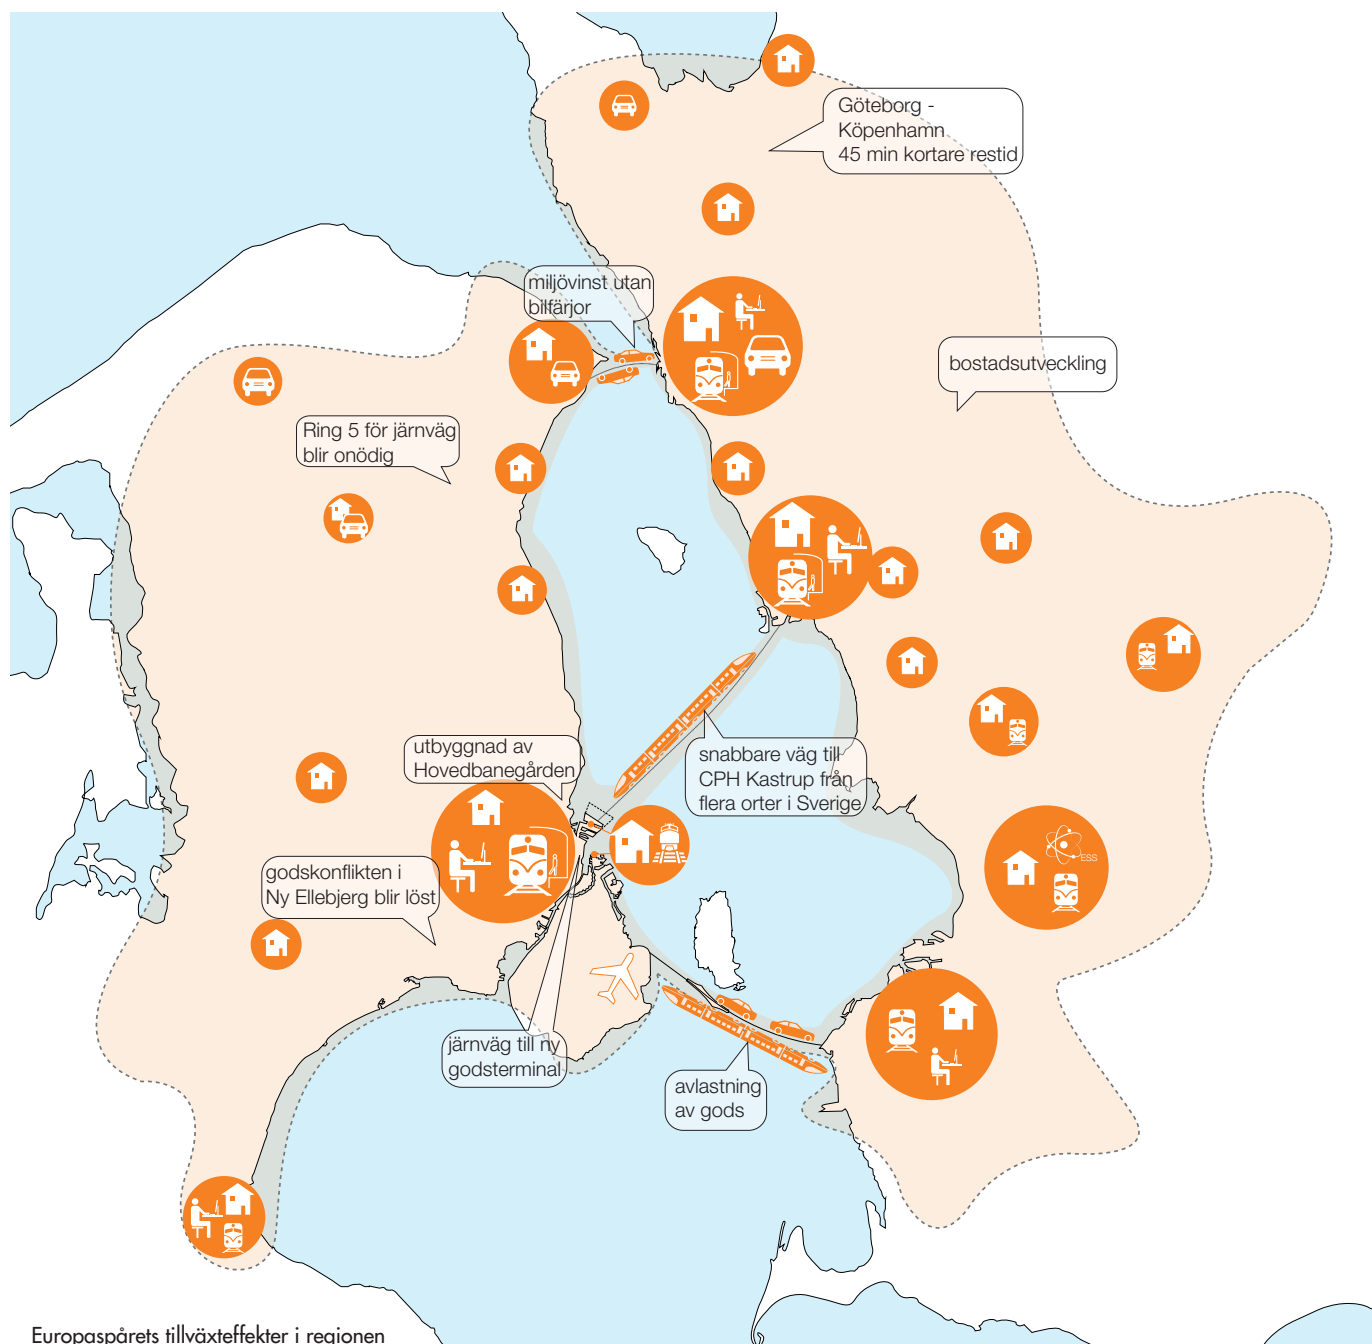 Göteborg -
Köpenhamn
45 min kortare restid
miljövinst utan
bilfärjor
bostadsutveckling
Ring 5 för järnväg
blir onödig
utbyggnad av
Hovedbanegården
snabbare väg till
CPH Kastrup från
flera orter i Sverige
ESS
godskonflikten i
Ny Ellebjerg blir löst
järnväg till ny
godsterminal
avlastning
av gods
Europaspårets tillväxteffekter i regionen